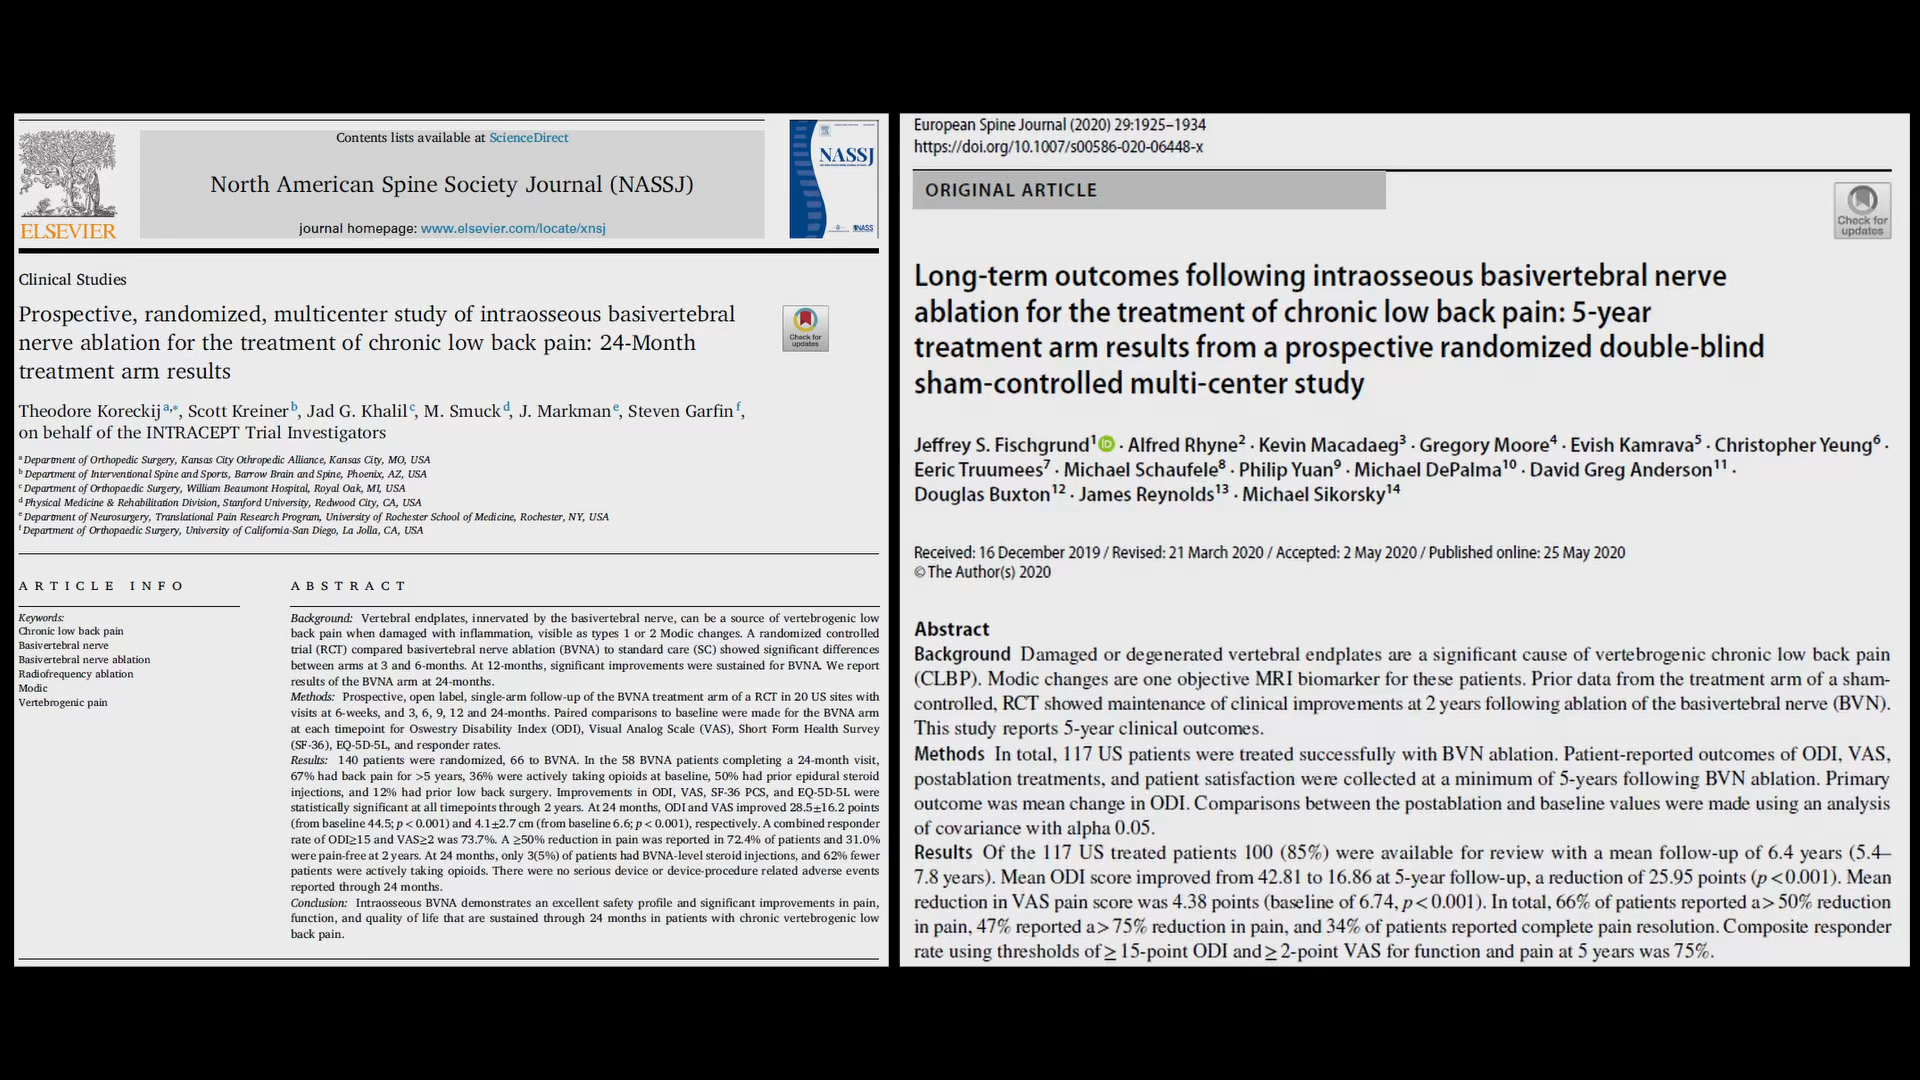 Contents lists available at ScienceDirect
North American Spine Society Journal (NASSJ)
journal homepage: www.elsevier.com/locate/xnsj
ELSEVIER
NASSJ
NASS
Clinical Studies
Prospective, randomized, multicenter study of intraosseous basivertebral
nerve ablation for the treatment of chronic low back pain: 24-Month
treatment arm results
Check for
updates
Theodore Koreckij a,*, Scott Kreiner b, Jad G. Khalil c, M. Smuck d, J. Markman e, Steven Garfin f,
on behalf of the INTRACEPT Trial Investigators
a Department of Orthopedic Surgery, Kansas City Othropedic Alliance, Kansas City, MO, USA
b Department of Interventional Spine and Sports, Barrow Brain and Spine, Phoenix, AZ, USA
c Department of Orthopaedic Surgery, William Beaumont Hospital, Royal Oak, MI, USA
d Physical Medicine & Rehabilitation Division, Stanford University, Redwood City, CA, USA
e Department of Neurosurgery, Translational Pain Research Program, University of Rochester School of Medicine, Rochester, NY, USA
f Department of Orthopaedic Surgery, University of California-San Diego, La Jolla, CA, USA
ARTICLE INFO
Keywords:
Chronic low back pain
Basivertebral nerve
Basivertebral nerve ablation
Radiofrequency ablation
Modic
Vertebrogenic pain
ABSTRACT
Background: Vertebral endplates, innervated by the basivertebral nerve, can be a source of vertebrogenic low
back pain when damaged with inflammation, visible as types 1 or 2 Modic changes. A randomized controlled
trial (RCT) compared basivertebral nerve ablation (BVNA) to standard care (SC) showed significant differences
between arms at 3 and 6-months. At 12-months, significant improvements were sustained for BVNA. We report
results of the BVNA arm at 24-months.
Methods: Prospective, open label, single-arm follow-up of the BVNA treatment arm of a RCT in 20 US sites with
visits at 6-weeks, and 3, 6, 9, 12 and 24-months. Paired comparisons to baseline were made for the BVNA arm
at each timepoint for Oswestry Disability Index (ODI), Visual Analog Scale (VAS), Short Form Health Survey
(SF-36), EQ-5D-5L, and responder rates.
Results: 140 patients were randomized, 66 to BVNA. In the 58 BVNA patients completing a 24-month visit,
67% had back pain for >5 years, 36% were actively taking opioids at baseline, 50% had prior epidural steroid
injections, and 12% had prior low back surgery. Improvements in ODI, VAS, SF-36 PCS, and EQ-5D-5L were
statistically significant at all timepoints through 2 years. At 24 months, ODI and VAS improved 28.5±16.2 points
(from baseline 44.5; p < 0.001) and 4.1±2.7 cm (from baseline 6.6; p < 0.001), respectively. A combined responder
rate of ODI≥15 and VAS≥2 was 73.7%. A ≥50% reduction in pain was reported in 72.4% of patients and 31.0%
were pain-free at 2 years. At 24 months, only 3(5%) of patients had BVNA-level steroid injections, and 62% fewer
patients were actively taking opioids. There were no serious device or device-procedure related adverse events
reported through 24 months.
Conclusion: Intraosseous BVNA demonstrates an excellent safety profile and significant improvements in pain,
function, and quality of life that are sustained through 24 months in patients with chronic vertebrogenic low
back pain.
European Spine Journal (2020) 29:1925–1934
https://doi.org/10.1007/s00586-020-06448-x
ORIGINAL ARTICLE
Check for
updates
Long-term outcomes following intraosseous basivertebral nerve
ablation for the treatment of chronic low back pain: 5-year
treatment arm results from a prospective randomized double-blind
sham-controlled multi-center study
Jeffrey S. Fischgrund1 · Alfred Rhyne2 · Kevin Macadaeg3 · Gregory Moore4 · Evish Kamrava5 · Christopher Yeung6 ·
Eeric Truumees7 · Michael Schaufele8 · Philip Yuan9 · Michael DePalma10 · David Greg Anderson11 ·
Douglas Buxton12 · James Reynolds13 · Michael Sikorsky14
Received: 16 December 2019 / Revised: 21 March 2020 / Accepted: 2 May 2020 / Published online: 25 May 2020
© The Author(s) 2020
Abstract
Background Damaged or degenerated vertebral endplates are a significant cause of vertebrogenic chronic low back pain
(CLBP). Modic changes are one objective MRI biomarker for these patients. Prior data from the treatment arm of a sham-
controlled, RCT showed maintenance of clinical improvements at 2 years following ablation of the basivertebral nerve (BVN).
This study reports 5-year clinical outcomes.
Methods In total, 117 US patients were treated successfully with BVN ablation. Patient-reported outcomes of ODI, VAS,
postablation treatments, and patient satisfaction were collected at a minimum of 5-years following BVN ablation. Primary
outcome was mean change in ODI. Comparisons between the postablation and baseline values were made using an analysis
of covariance with alpha 0.05.
Results Of the 117 US treated patients 100 (85%) were available for review with a mean follow-up of 6.4 years (5.4–
7.8 years). Mean ODI score improved from 42.81 to 16.86 at 5-year follow-up, a reduction of 25.95 points (p < 0.001). Mean
reduction in VAS pain score was 4.38 points (baseline of 6.74, p < 0.001). In total, 66% of patients reported a > 50% reduction
in pain, 47% reported a > 75% reduction in pain, and 34% of patients reported complete pain resolution. Composite responder
rate using thresholds of ≥ 15-point ODI and ≥ 2-point VAS for function and pain at 5 years was 75%.